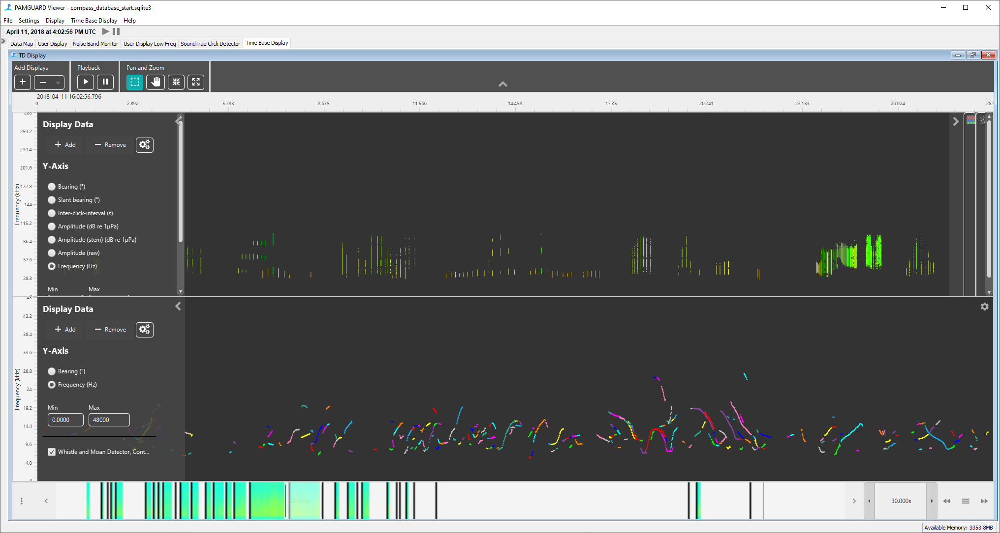 PAMGUARD Viewer - compass_database_start.sqlite3
File Settings Display Time Base Display Help
April 11, 2018 at 4:02:56 PM UTC
Data Map User Display Noise Band Monitor User Display Low Freq SoundTrap Click Detector Time Base Display
TD Display
Add Displays Playback Pan and Zoom
2018-04-11 16:02:56.796
0 2.892 5.783 8.675 11.566 14.458 17.35 20.241 23.133 26.024 28.9
Frequency (kHz)
288
259.2
230.4
201.6
172.8
144
115.2
86.4
57.6
28.8
0
Display Data
+ Add − Remove
Y-Axis
Bearing (°)
Slant bearing (°)
Inter-click-interval (s)
Amplitude (dB re 1µPa)
Amplitude (stem) (dB re 1µPa)
Amplitude (raw)
Frequency (Hz)
Min Max
Frequency (kHz)
48
43.2
38.4
33.6
28.8
24
19.2
14.4
9.6
4.8
0
Display Data
+ Add − Remove
Y-Axis
Bearing (°)
Frequency (Hz)
Min Max
0.0000 48000
Whistle and Moan Detector, Cont...
28.916s
30.000s
Available Memory: 3353.8MB